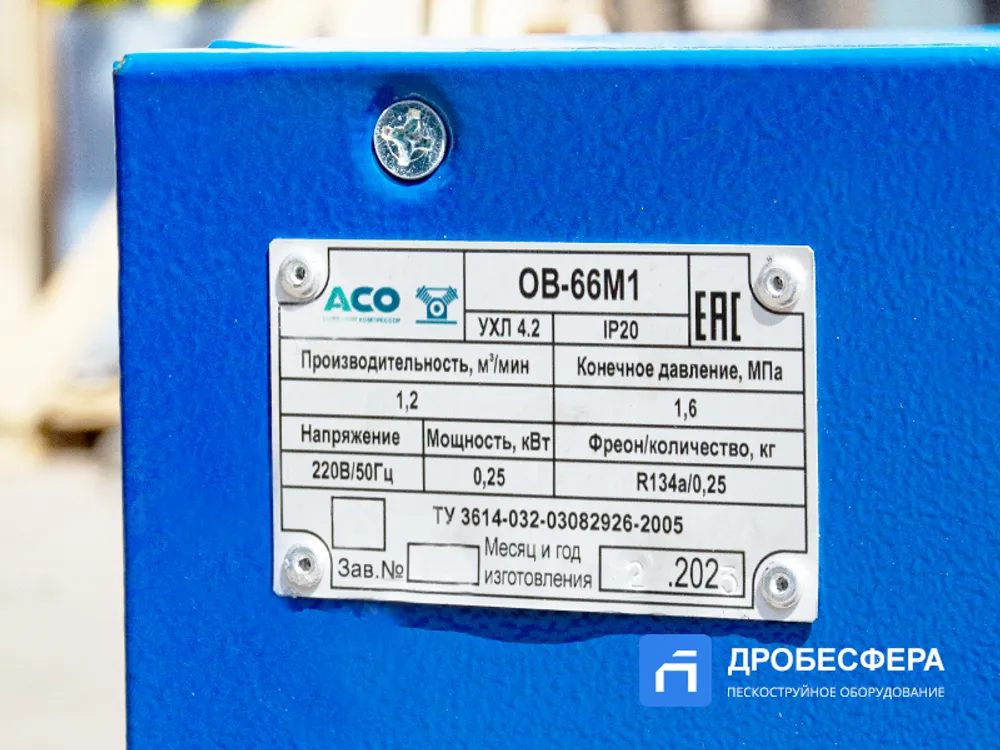 ACO
ОВ-66М1
УХЛ 4.2
IP20
ЕАС
Производительность, м³/мин
Конечное давление, МПа
1,2
1,6
Напряжение
Мощность, кВт
Фреон/количество, кг
220В/50Гц
0,25
R134a/0,25
ТУ 3614-032-03082926-2005
Зав.№
Месяц и год
изготовления
.202
ДРОБЕСФЕРА
ПЕСКОСТРУЙНОЕ ОБОРУДОВАНИЕ